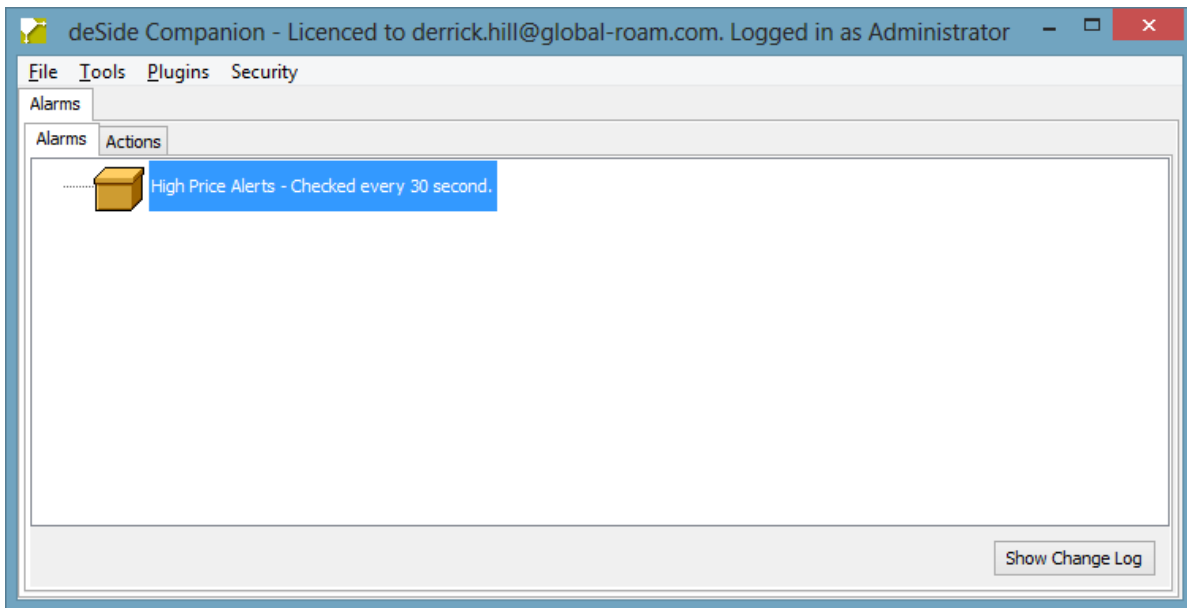 deSide Companion - Licenced to derrick.hill@global-roam.com. Logged in as Administrator
File Tools Plugins Security
Alarms
Alarms Actions
High Price Alerts - Checked every 30 second.
Show Change Log